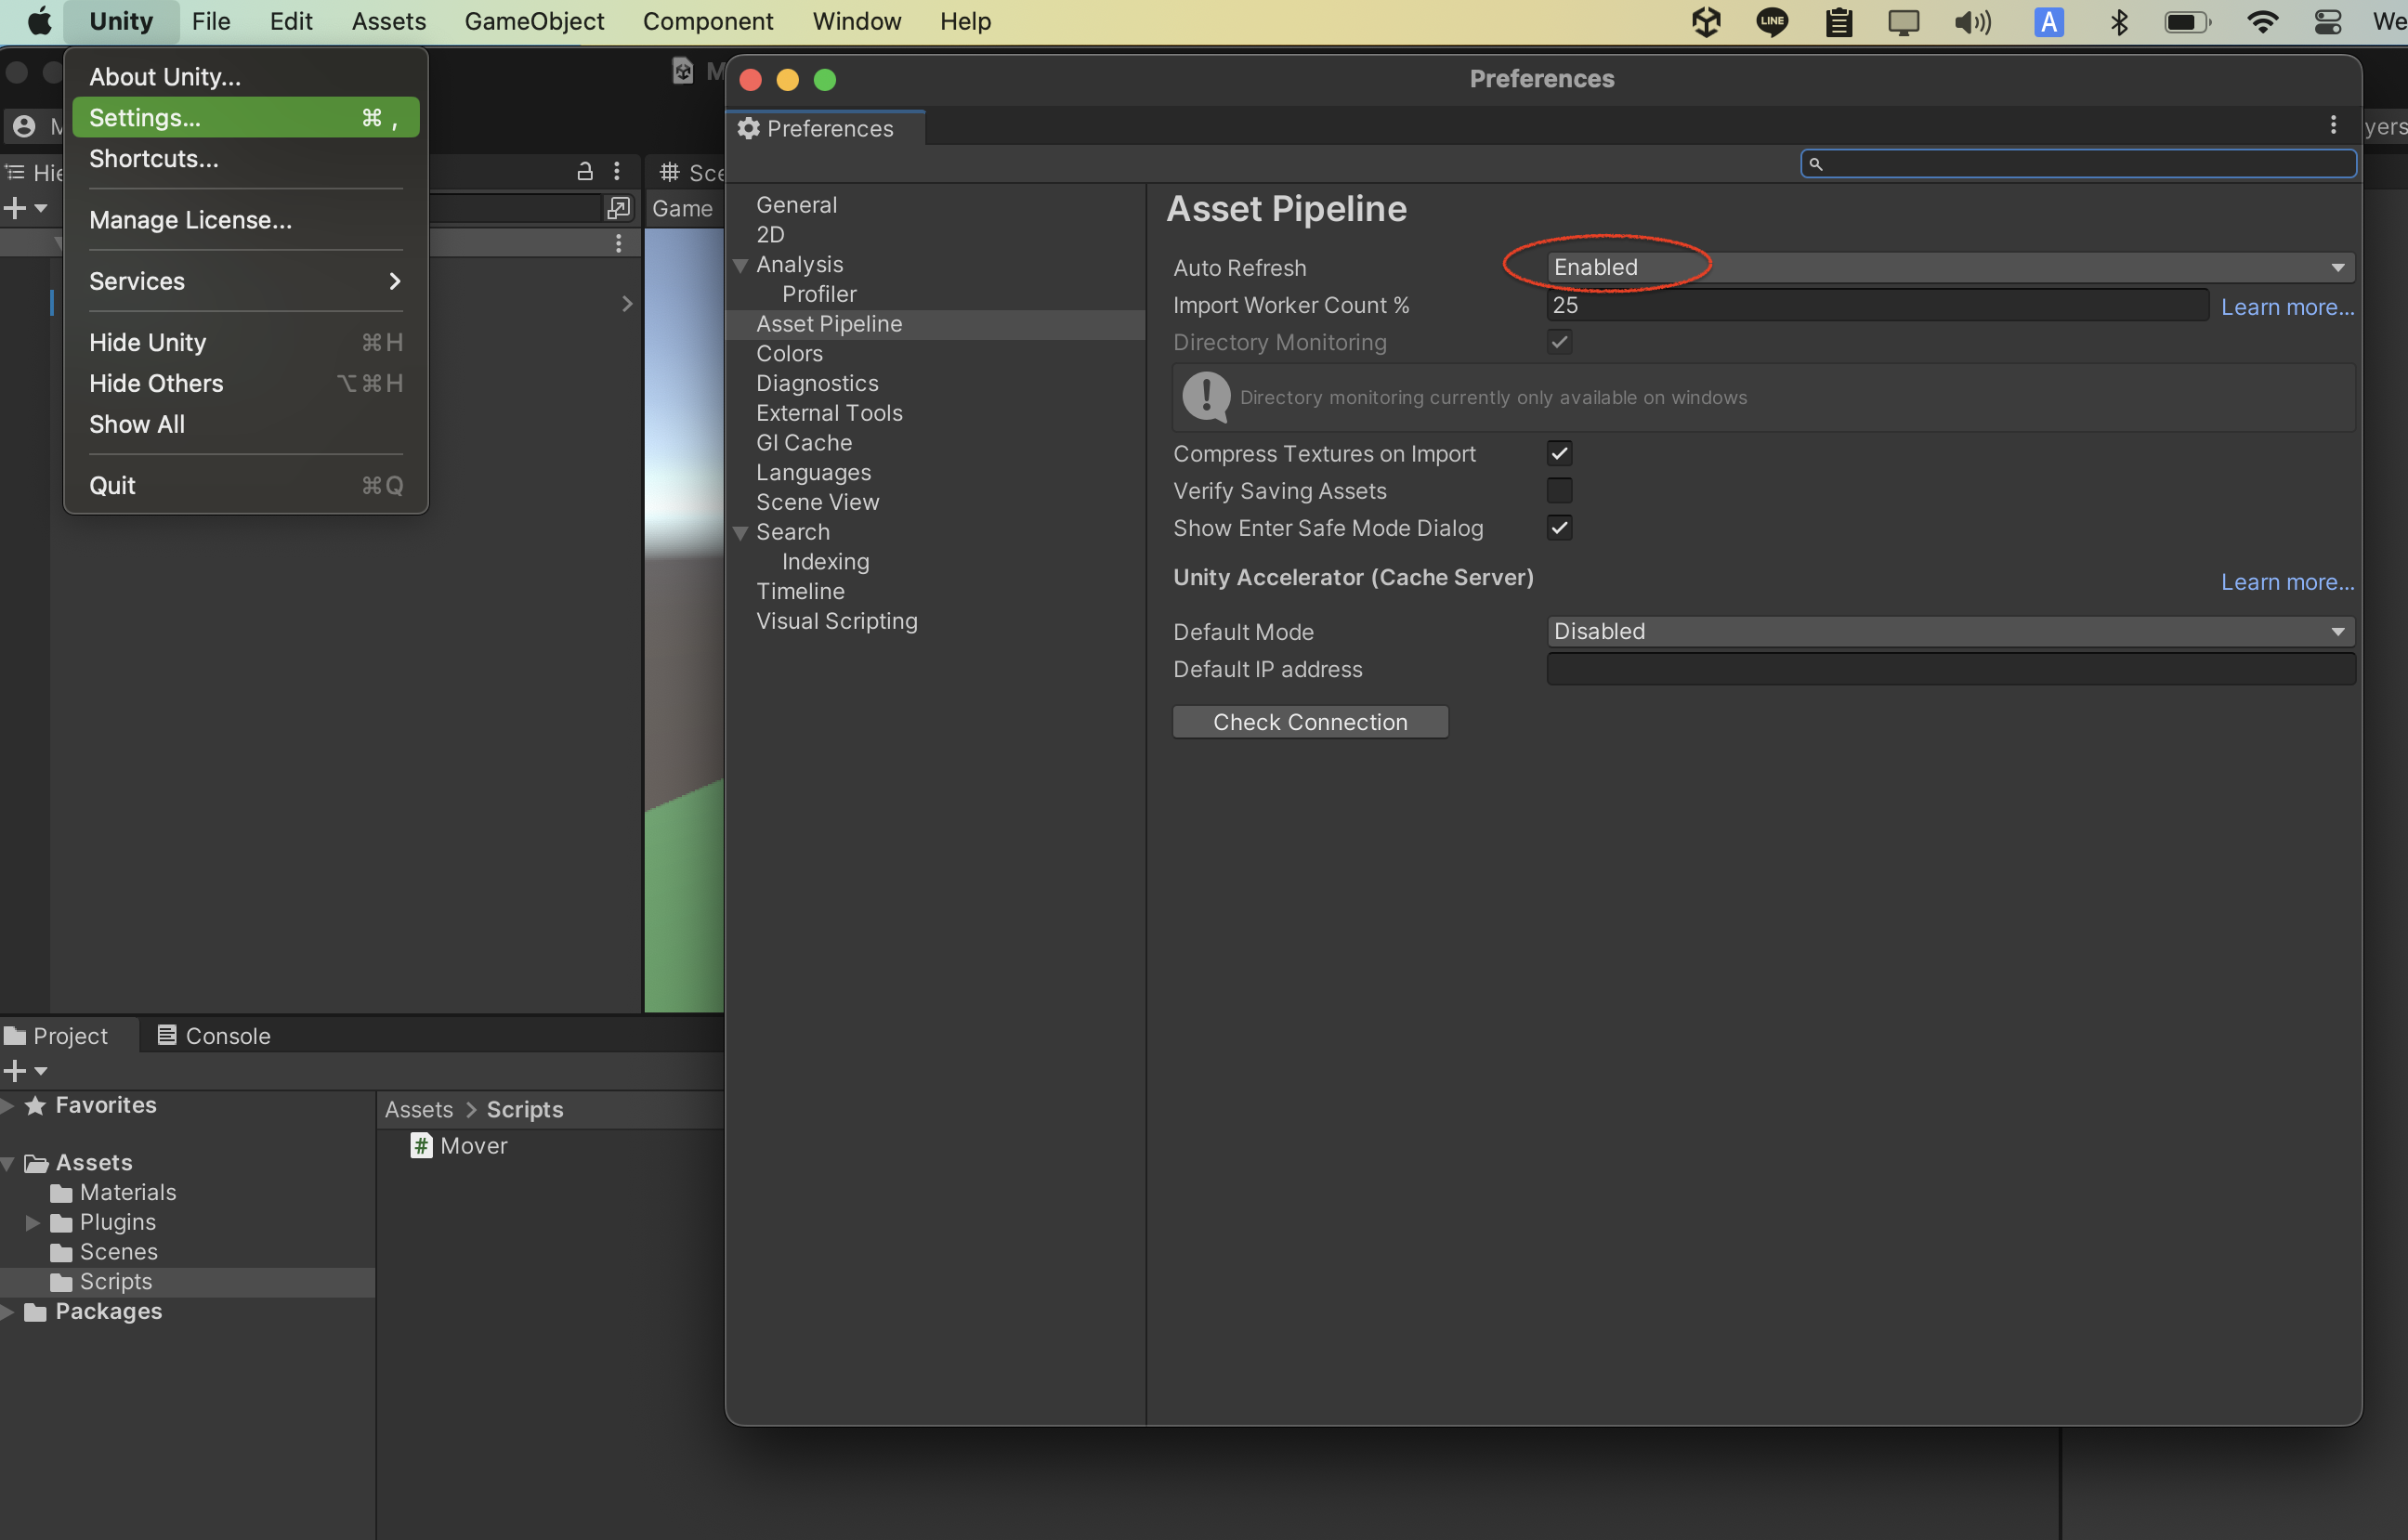 Unity File Edit Assets GameObject Component Window Help LINE A We
About Unity...
Settings... ⌘ ,
Shortcuts...
Manage License...
Services
Hide Unity ⌘H
Hide Others ⌥⌘H
Show All
Quit ⌘Q
Preferences
Preferences
General
2D
Analysis
Profiler
Asset Pipeline
Colors
Diagnostics
External Tools
GI Cache
Languages
Scene View
Search
Indexing
Timeline
Visual Scripting
Asset Pipeline
Auto Refresh Enabled
Import Worker Count % 25 Learn more...
Directory Monitoring
Directory monitoring currently only available on windows
Compress Textures on Import
Verify Saving Assets
Show Enter Safe Mode Dialog
Unity Accelerator (Cache Server) Learn more...
Default Mode Disabled
Default IP address
Check Connection
Game
Project Console
Favorites
Assets
Materials
Plugins
Scenes
Scripts
Packages
Assets > Scripts
# Mover